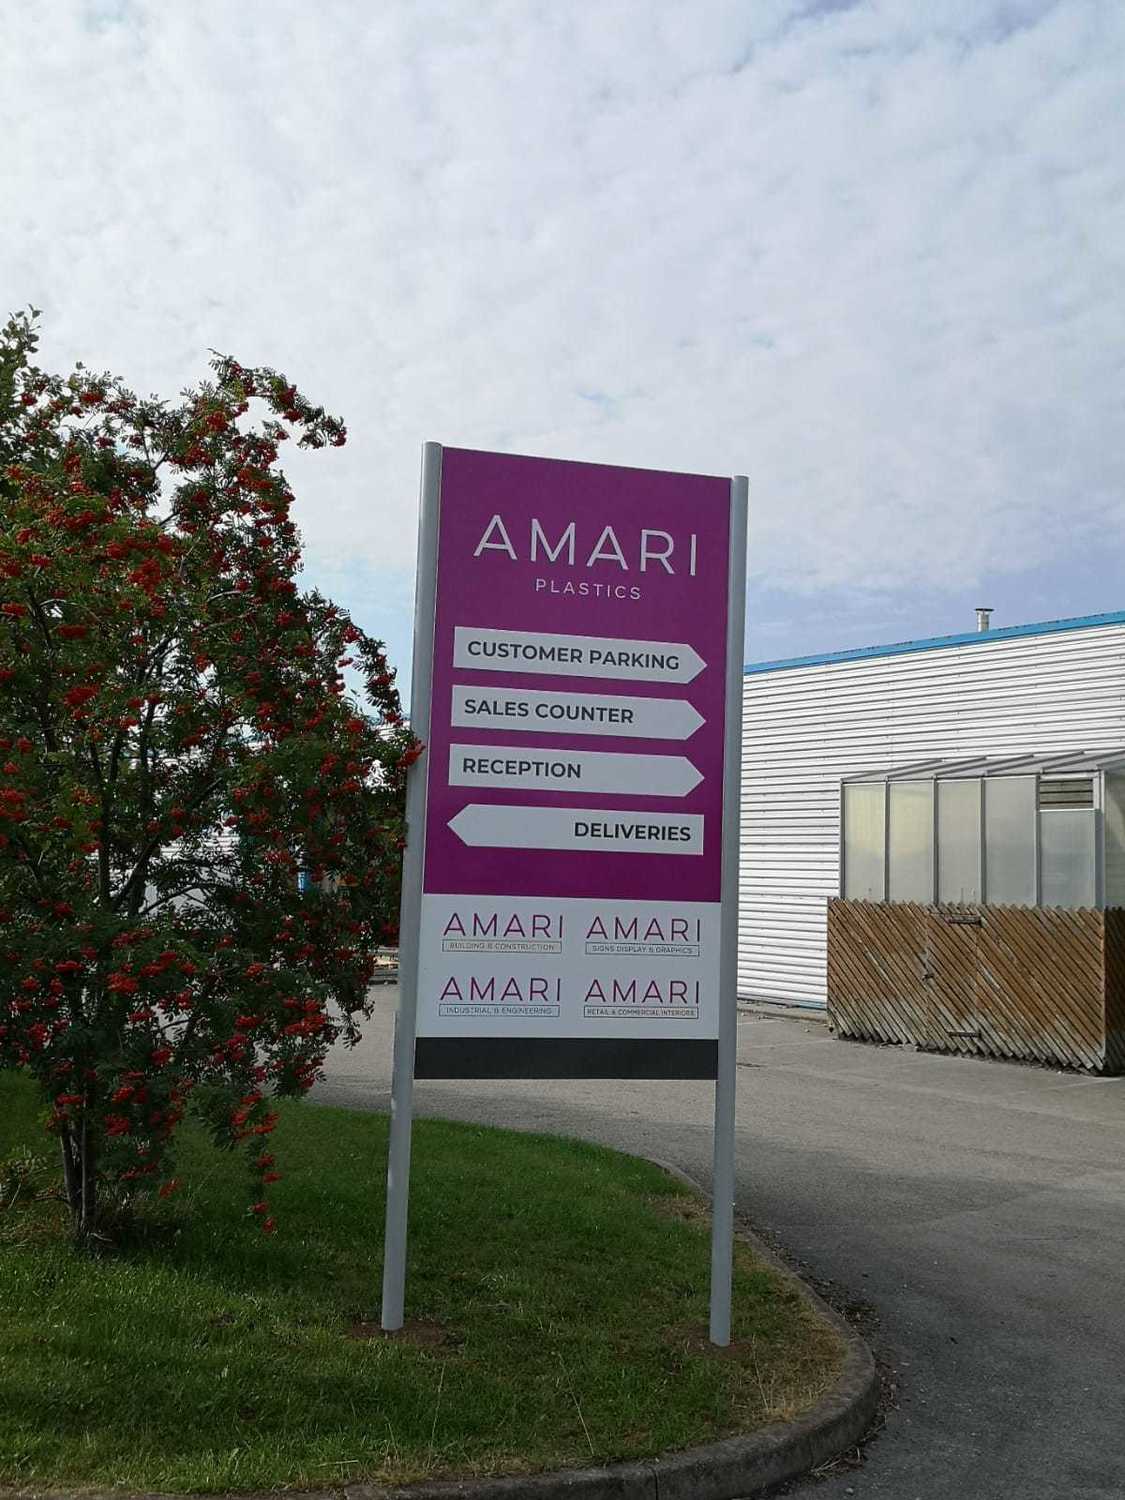 AMARI
PLASTICS
CUSTOMER PARKING
SALES COUNTER
RECEPTION
DELIVERIES
AMARI
BUILDING & CONSTRUCTION
AMARI
SIGNS DISPLAY & GRAPHICS
AMARI
INDUSTRIAL & ENGINEERING
AMARI
RETAIL & COMMERCIAL INTERIORS